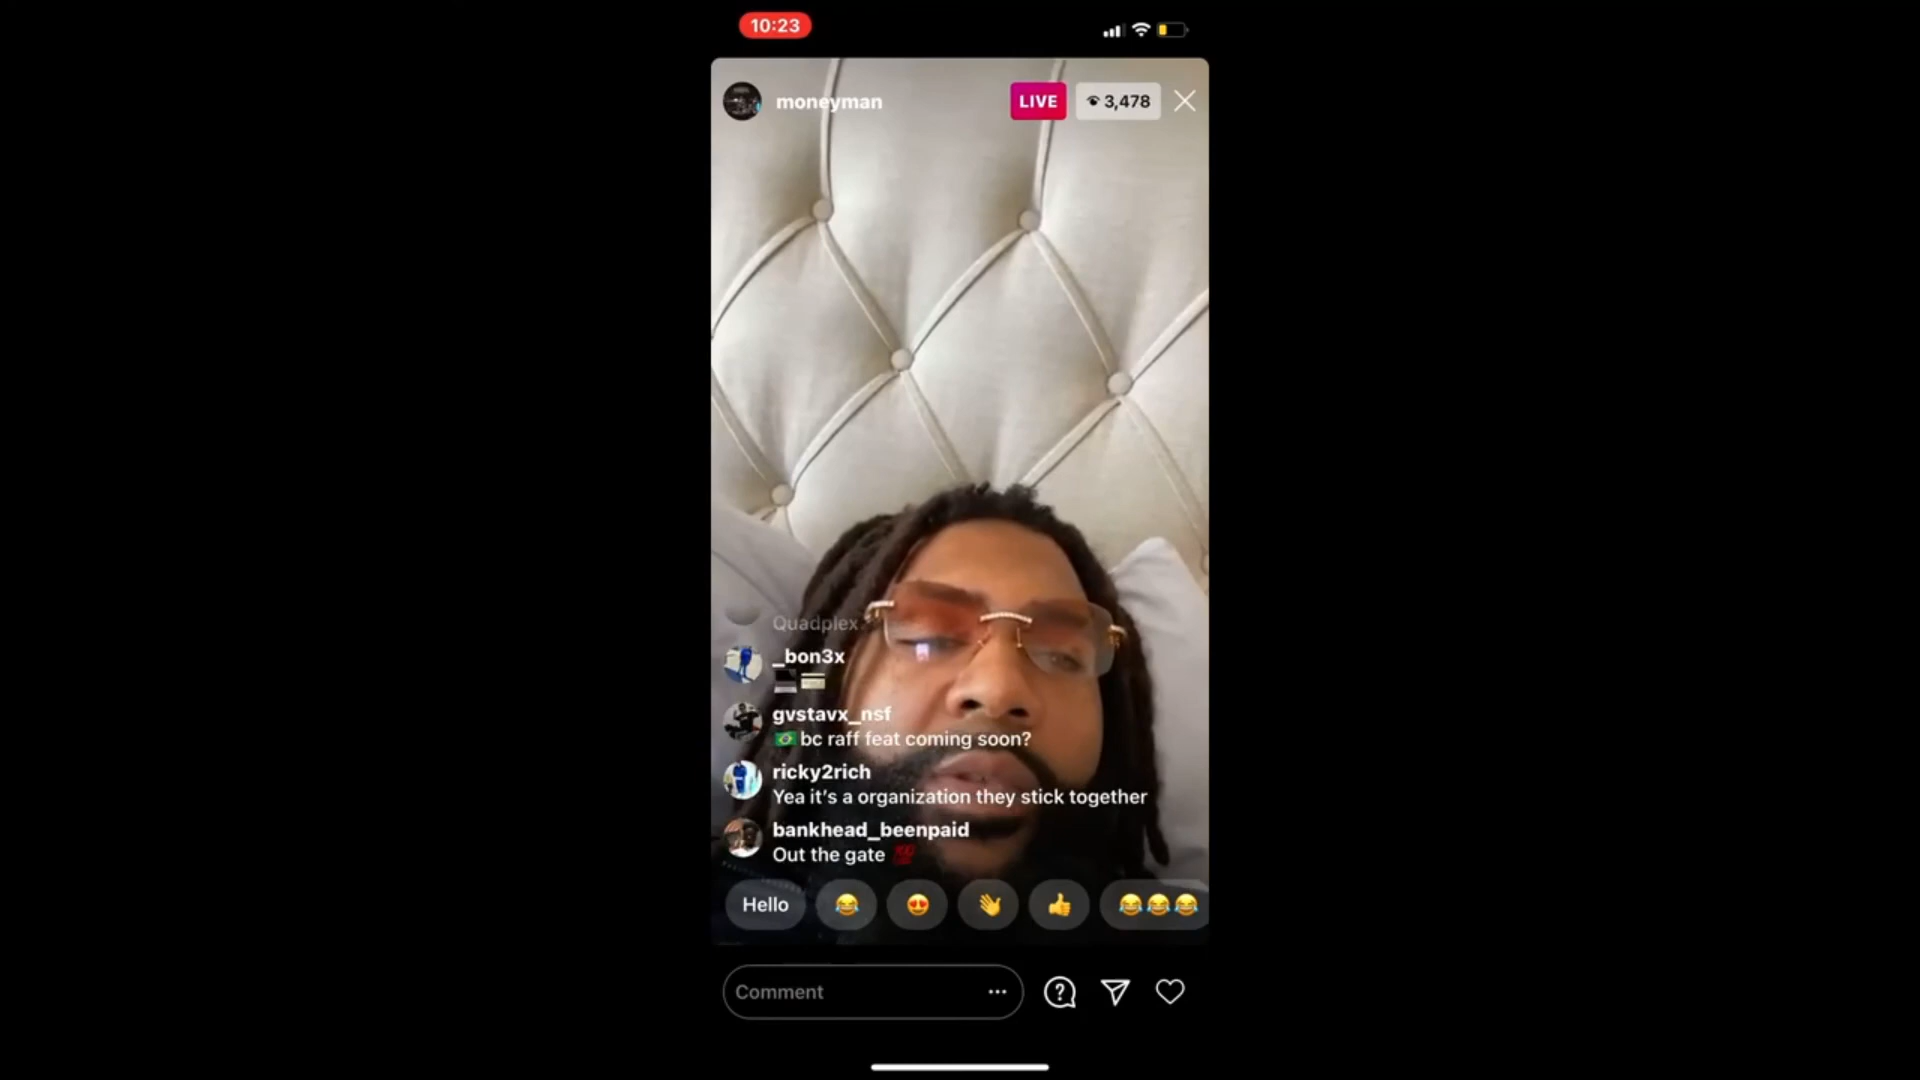 10:23
moneyman
LIVE
3,478
Quadplex
_bon3x
gvstavx_nsf
🇧🇷 bc raff feat coming soon?
ricky2rich
Yea it's a organization they stick together
bankhead_beenpaid
Out the gate 💯
Hello
Comment